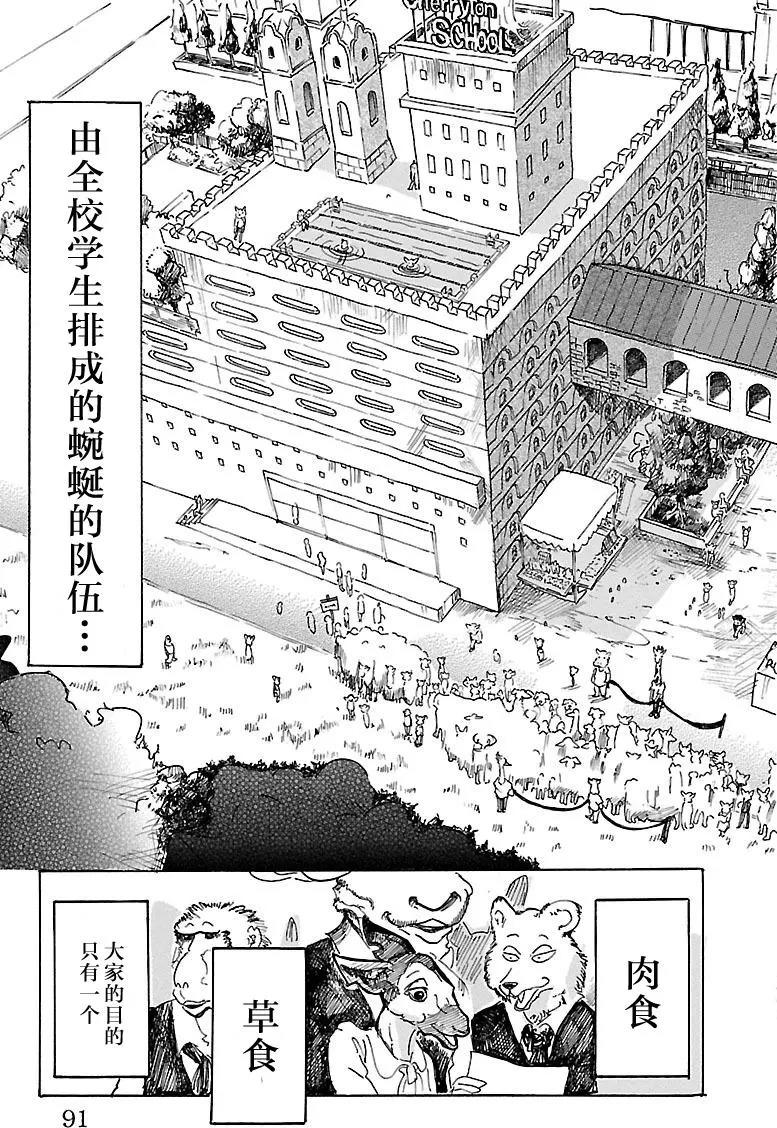 Cherryton
SCHOOL
由全校学生排成的蜿蜒的队伍…
肉食
草食
大家的目的
只有一个
91